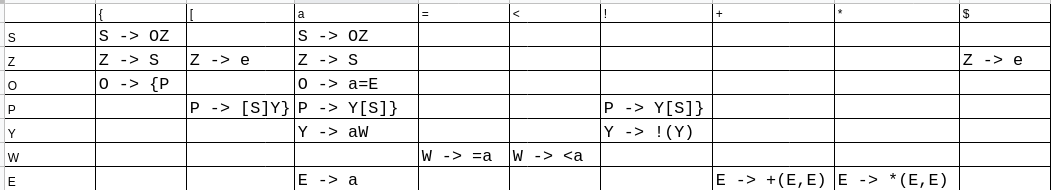 { [ a = < ! + * $
S S -> OZ S -> OZ
Z Z -> S Z -> e Z -> S Z -> e
O O -> {P O -> a=E
P P -> [S]Y} P -> Y[S]} P -> Y[S]}
Y Y -> aW Y -> !(Y)
W W -> =a W -> <a
E E -> a E -> +(E,E) E -> *(E,E)